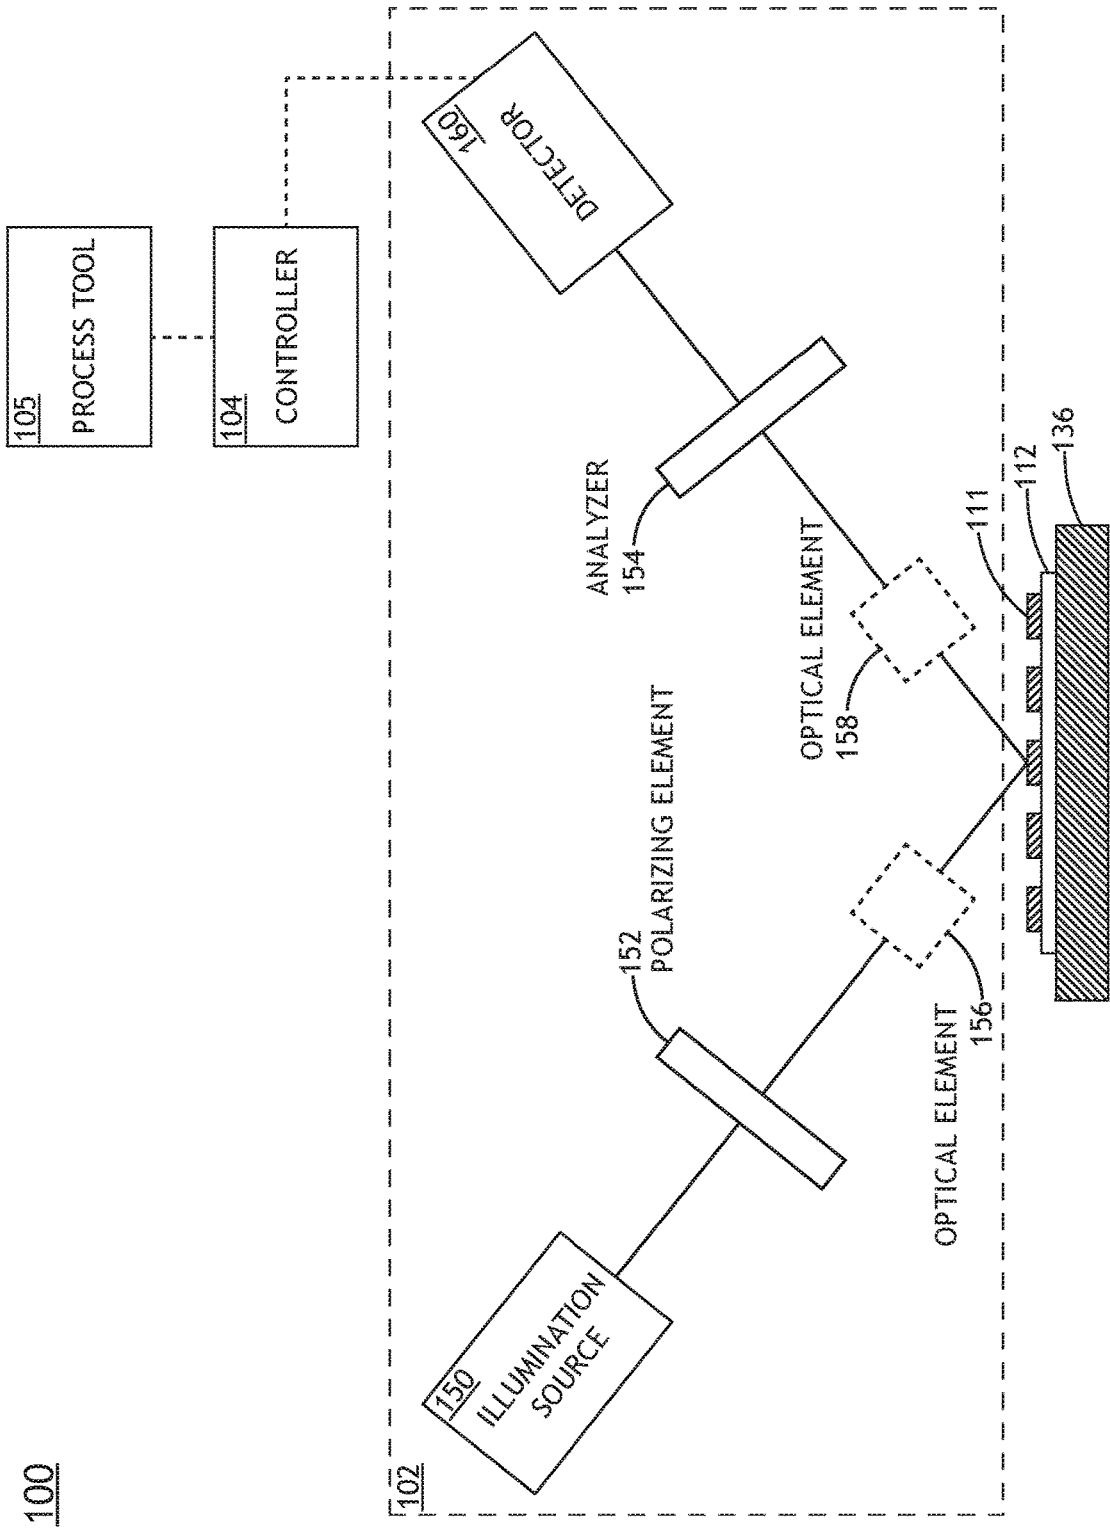 100
105
PROCESS TOOL
104
CONTROLLER
102
150
ILLUMINATION
SOURCE
160
DETECTOR
152
POLARIZING ELEMENT
ANALYZER
154
OPTICAL ELEMENT
158
OPTICAL ELEMENT
156
111
112
136